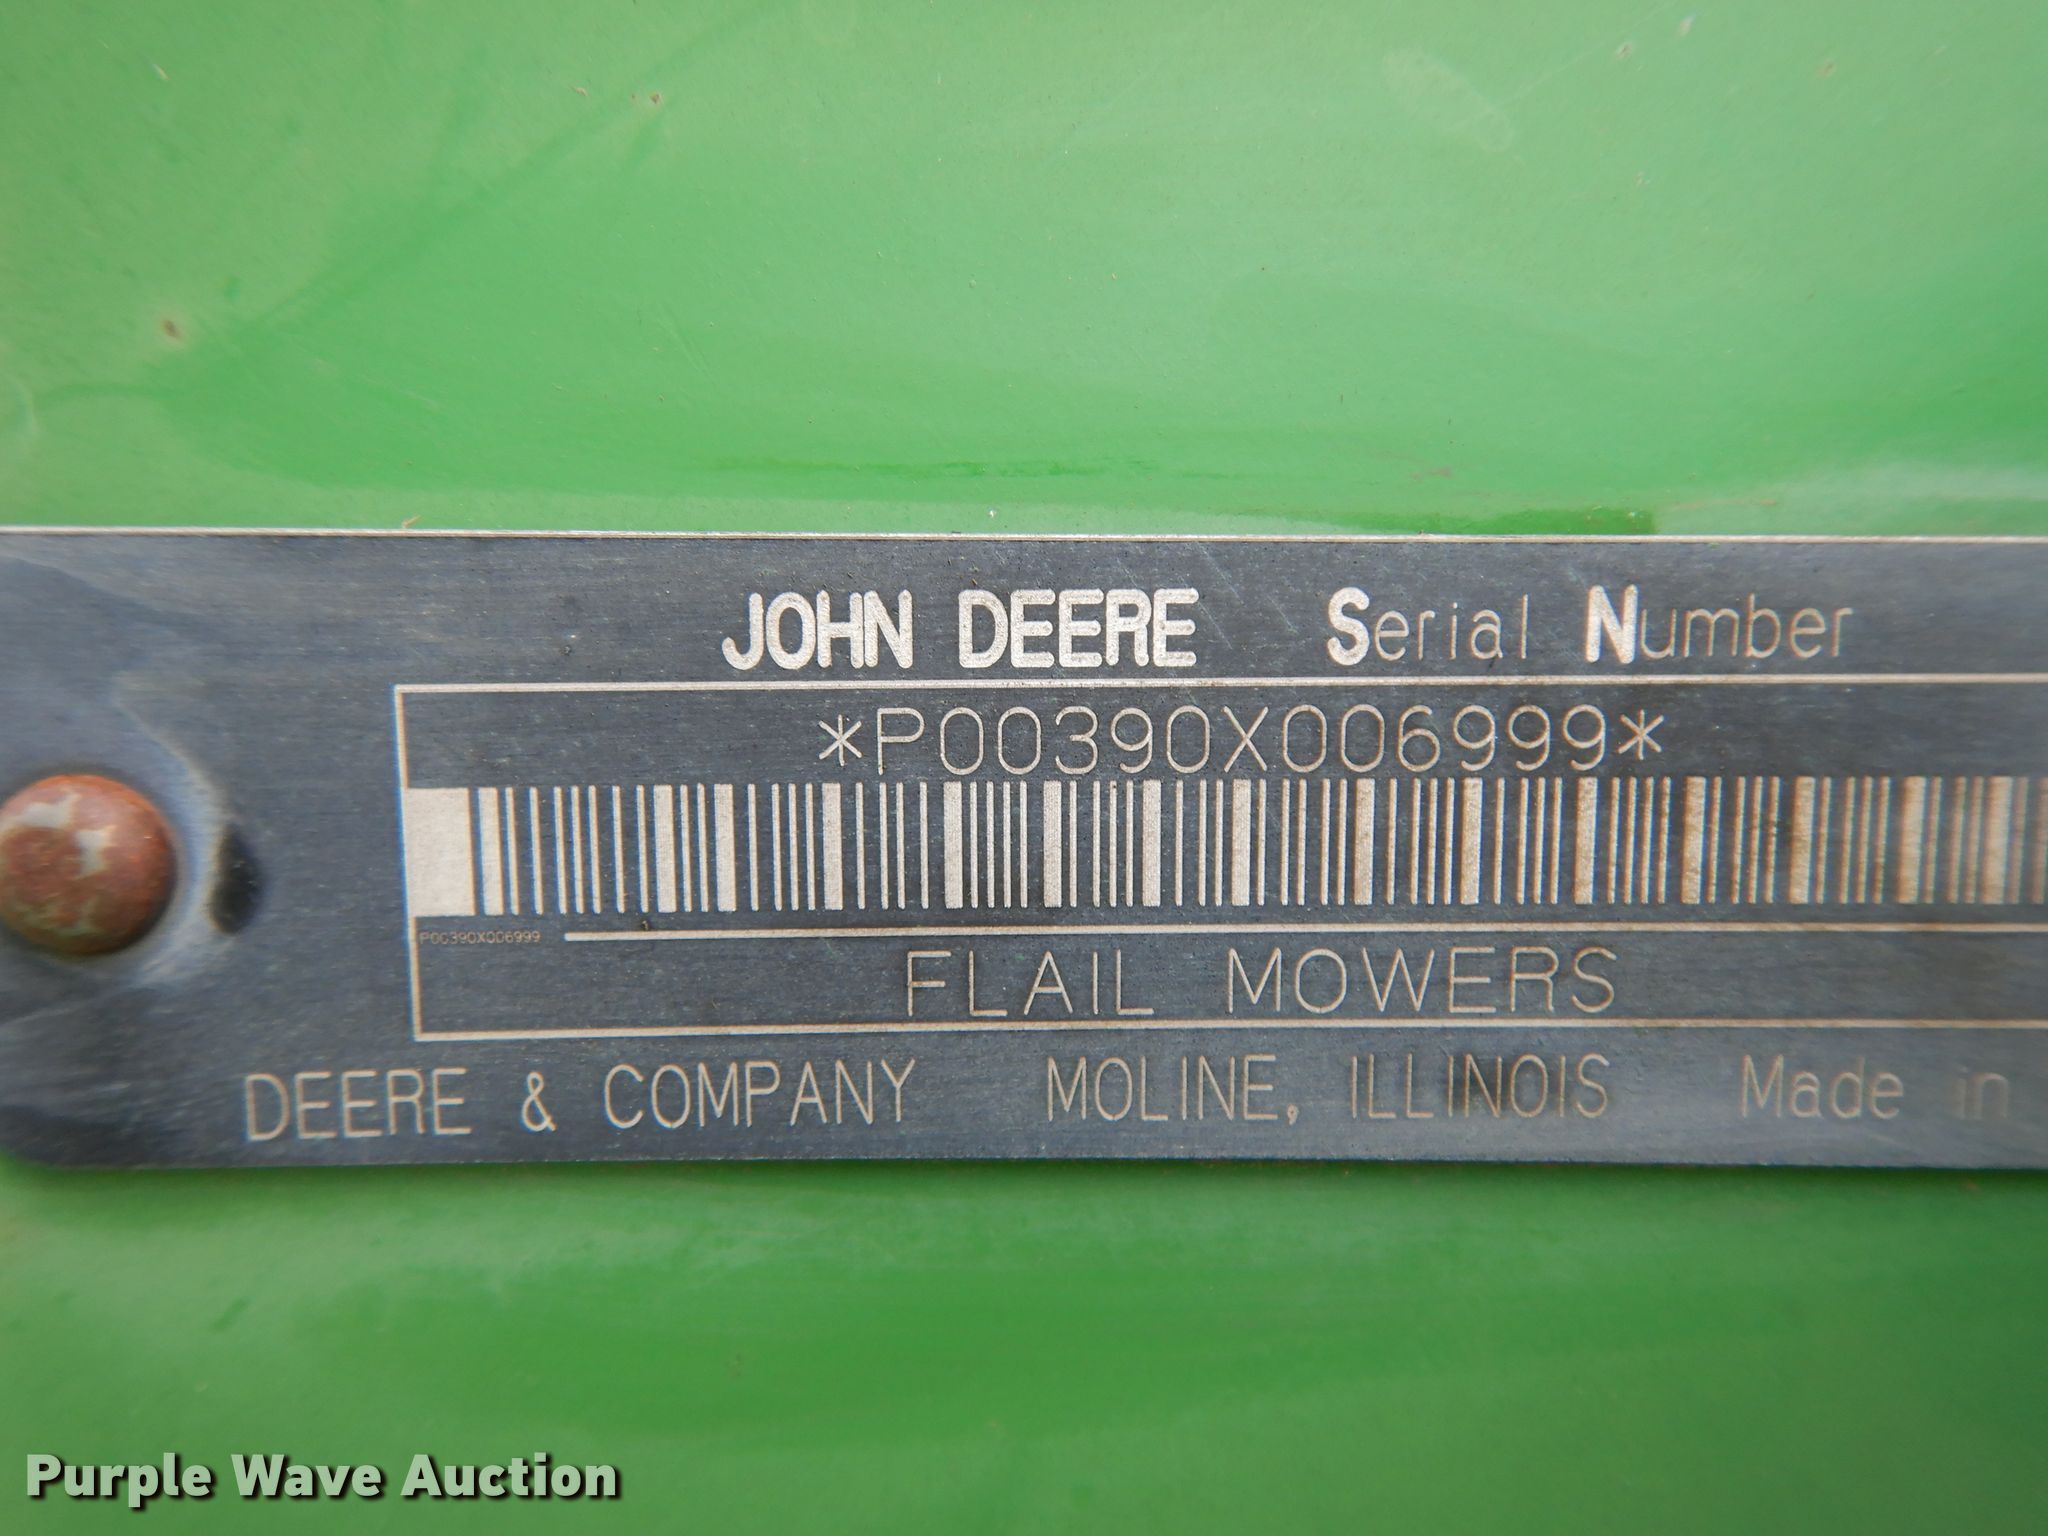 JOHN DEERE Serial Number
*P00390X006999*
P00390X006999
FLAIL MOWERS
DEERE & COMPANY MOLINE, ILLINOIS Made in
Purple Wave Auction